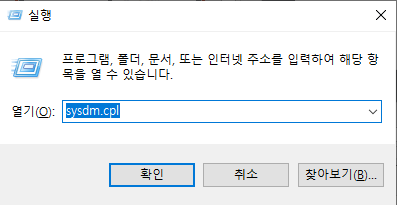 실행
프로그램, 폴더, 문서, 또는 인터넷 주소를 입력하여 해당 항
목을 열 수 있습니다.
열기(O): sysdm.cpl
확인 취소 찾아보기(B)...